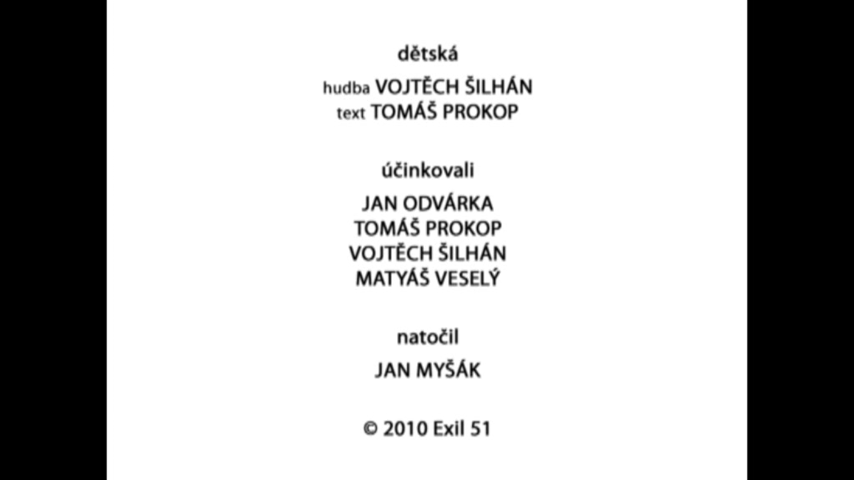 dětská
hudba VOJTĚCH ŠILHÁN
text TOMÁŠ PROKOP
účinkovali
JAN ODVÁRKA
TOMÁŠ PROKOP
VOJTĚCH ŠILHÁN
MATYÁŠ VESELÝ
natočil
JAN MYŠÁK
© 2010 Exil 51